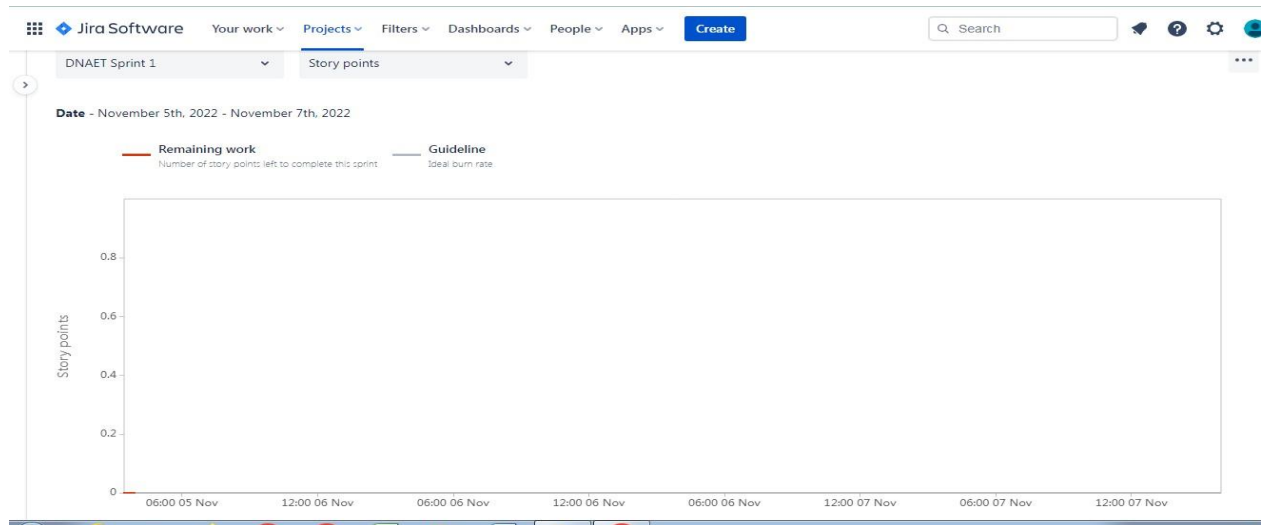 Jira Software Your work Projects Filters Dashboards People Apps Create Search
DNAET Sprint 1 Story points
Date - November 5th, 2022 - November 7th, 2022
Remaining work Guideline
Number of story points left to complete this sprint Ideal burn rate
0.8
0.6
Story points
0.4
0.2
0
06:00 05 Nov 12:00 06 Nov 06:00 06 Nov 12:00 06 Nov 06:00 06 Nov 12:00 07 Nov 06:00 07 Nov 12:00 07 Nov